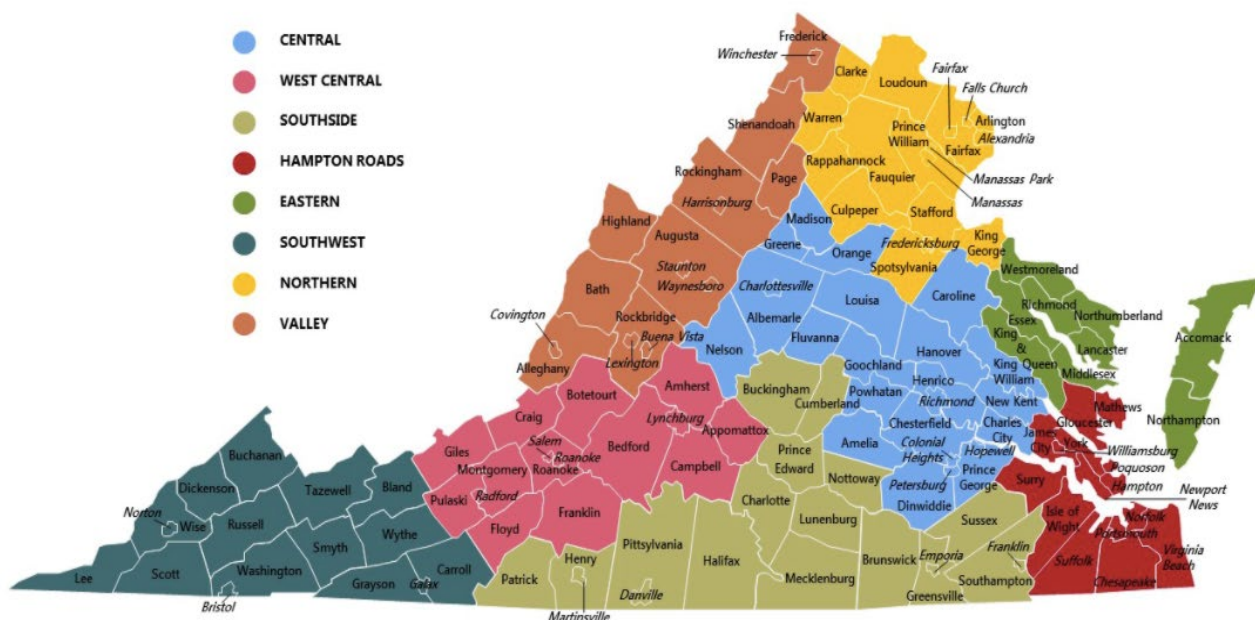 CENTRAL
WEST CENTRAL
SOUTHSIDE
HAMPTON ROADS
EASTERN
SOUTHWEST
NORTHERN
VALLEY
Frederick
Winchester
Clarke
Loudoun
Fairfax
Falls Church
Arlington
Alexandria
Fairfax
Shenandoah
Warren
Prince
William
Rappahannock
Fauquier
Manassas Park
Manassas
Rockingham
Page
Harrisonburg
Culpeper
Stafford
Madison
Highland
Augusta
Greene
Orange
Fredericksburg
King
George
Spotsylvania
Staunton
Waynesboro
Charlottesville
Westmoreland
Bath
Louisa
Caroline
Richmond
Northumberland
Essex
Accomack
Covington
Rockbridge
Albemarle
King
&
Queen
Lancaster
Buena Vista
Lexington
Alleghany
Nelson
Fluvanna
Goochland
Hanover
King
William
Middlesex
Amherst
Buckingham
Cumberland
Powhatan
Henrico
Richmond
New Kent
Mathews
Gloucester
Northampton
Botetourt
Craig
Lynchburg
Appomattox
Chesterfield
Charles
City
James
City
York
Williamsburg
Poquoson
Hampton
Newport
News
Giles
Salem
Roanoke
Roanoke
Bedford
Amelia
Colonial
Heights
Hopewell
Prince
Edward
Montgomery
Campbell
Nottoway
Petersburg
Prince
George
Surry
Pulaski
Radford
Charlotte
Dinwiddie
Buchanan
Dickenson
Tazewell
Bland
Norton
Wise
Russell
Wythe
Floyd
Franklin
Lunenburg
Sussex
Isle of
Wight
Norfolk
Portsmouth
Virginia
Beach
Smyth
Pittsylvania
Halifax
Brunswick
Emporia
Franklin
Suffolk
Chesapeake
Lee
Scott
Washington
Bristol
Grayson
Galax
Carroll
Patrick
Henry
Martinsville
Danville
Mecklenburg
Greensville
Southampton